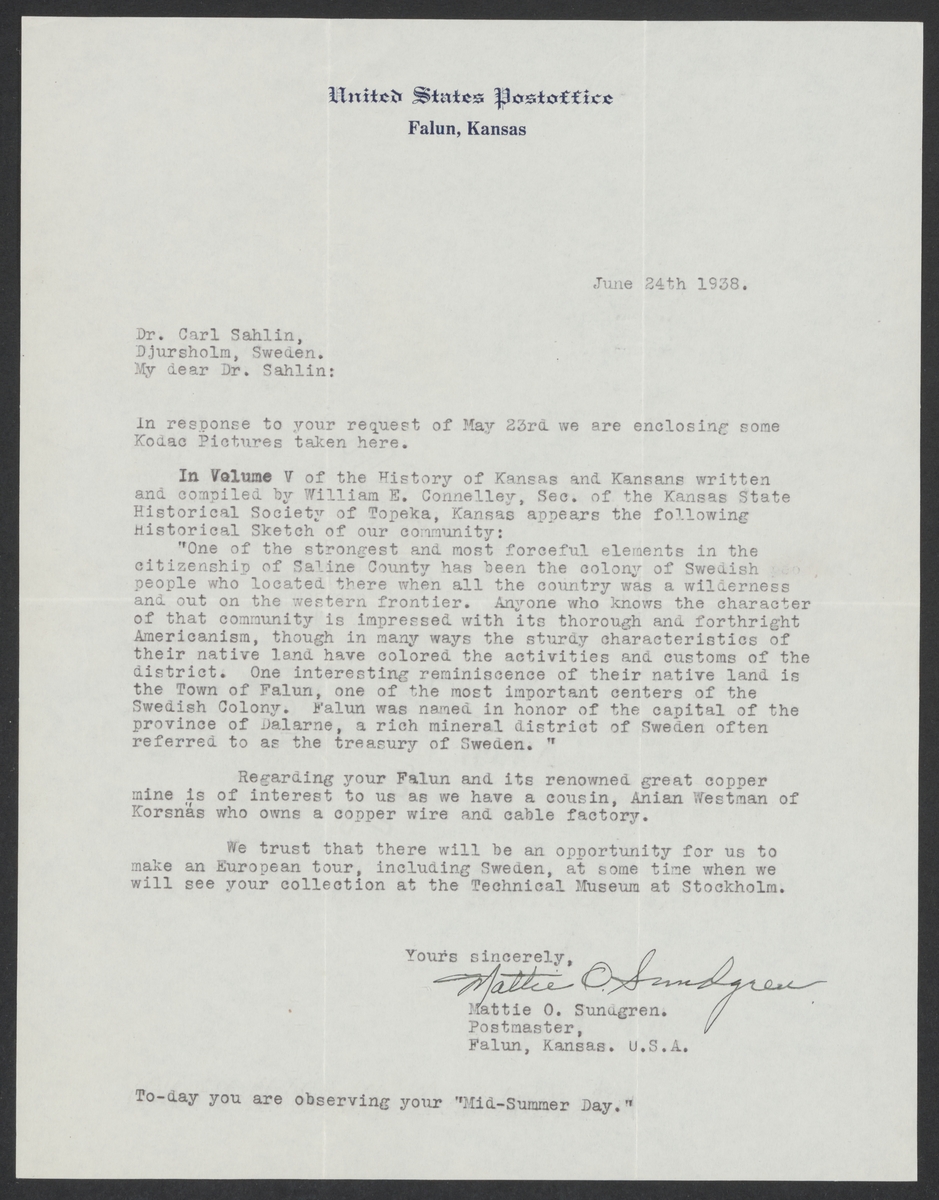 United States Postoffice
Falun, Kansas
June 24th 1938.
Dr. Carl Sahlin,
Djursholm, Sweden.
My dear Dr. Sahlin:
In response to your request of May 23rd we are enclosing some
Kodac Pictures taken here.
In Volume V of the History of Kansas and Kansans written
and compiled by William E. Connelley, Sec. of the Kansas State
Historical Society of Topeka, Kansas appears the following
Historical Sketch of our community:
"One of the strongest and most forceful elements in the
citizenship of Saline County has been the colony of Swedish
people who located there when all the country was a wilderness
and out on the western frontier. Anyone who knows the character
of that community is impressed with its thorough and forthright
Americanism, though in many ways the sturdy characteristics of
their native land have colored the activities and customs of the
district. One interesting reminiscence of their native land is
the Town of Falun, one of the most important centers of the
Swedish Colony. Falun was named in honor of the capital of the
province of Dalarne, a rich mineral district of Sweden often
referred to as the treasury of Sweden. "
Regarding your Falun and its renowned great copper
mine is of interest to us as we have a cousin, Anian Westman of
Korsnäs who owns a copper wire and cable factory.
We trust that there will be an opportunity for us to
make an European tour, including Sweden, at some time when we
will see your collection at the Technical Museum at Stockholm.
Yours sincerely,
Mattie O. Sundgren
Mattie O. Sundgren.
Postmaster,
Falun, Kansas. U.S.A.
To-day you are observing your "Mid-Summer Day."